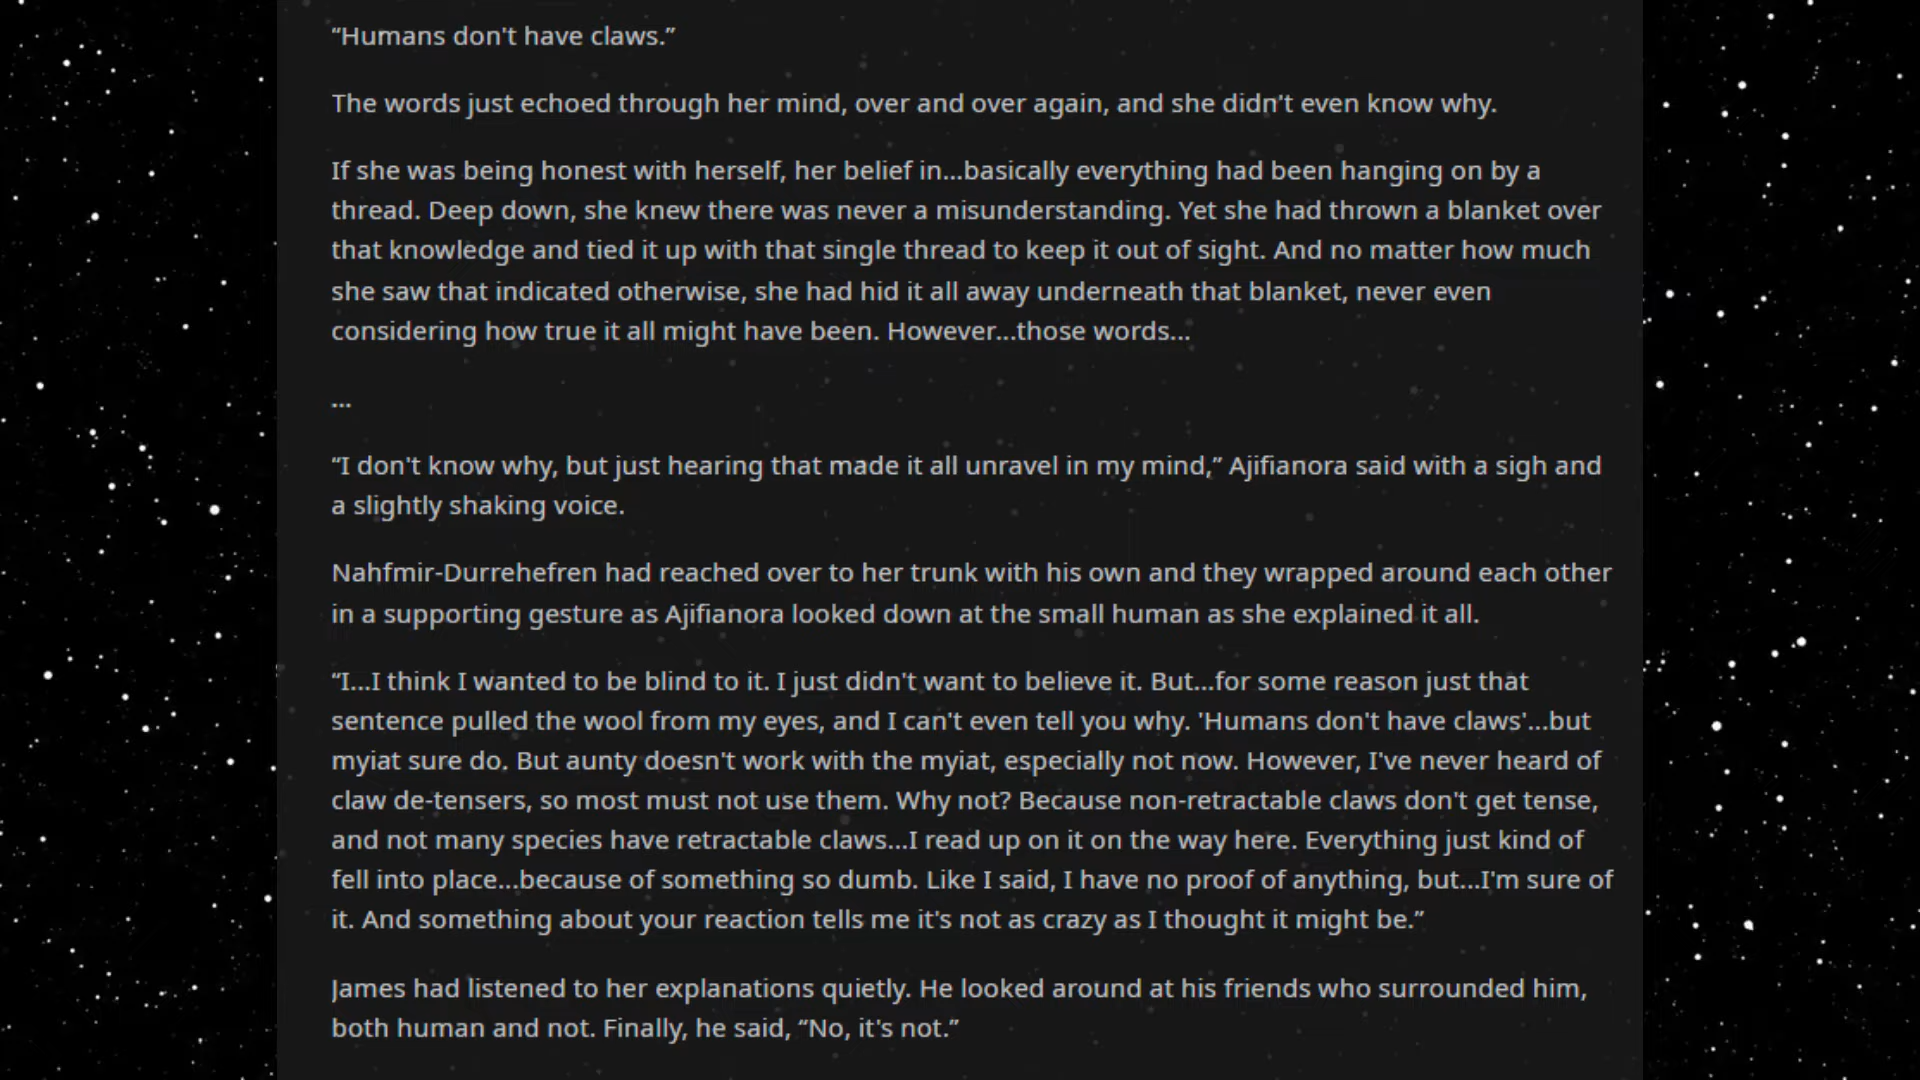 “Humans don't have claws.”
The words just echoed through her mind, over and over again, and she didn’t even know why.
If she was being honest with herself, her belief in…basically everything had been hanging on by a
thread. Deep down, she knew there was never a misunderstanding. Yet she had thrown a blanket over
that knowledge and tied it up with that single thread to keep it out of sight. And no matter how much
she saw that indicated otherwise, she had hid it all away underneath that blanket, never even
considering how true it all might have been. However…those words…
…
“I don't know why, but just hearing that made it all unravel in my mind,” Ajifianora said with a sigh and
a slightly shaking voice.
Nahfmir-Durrehefren had reached over to her trunk with his own and they wrapped around each other
in a supporting gesture as Ajifianora looked down at the small human as she explained it all.
“I…I think I wanted to be blind to it. I just didn't want to believe it. But…for some reason just that
sentence pulled the wool from my eyes, and I can't even tell you why. 'Humans don't have claws'…but
myiat sure do. But aunty doesn't work with the myiat, especially not now. However, I've never heard of
claw de-tensers, so most must not use them. Why not? Because non-retractable claws don't get tense,
and not many species have retractable claws…I read up on it on the way here. Everything just kind of
fell into place…because of something so dumb. Like I said, I have no proof of anything, but…I'm sure of
it. And something about your reaction tells me it's not as crazy as I thought it might be.”
James had listened to her explanations quietly. He looked around at his friends who surrounded him,
both human and not. Finally, he said, “No, it's not.”